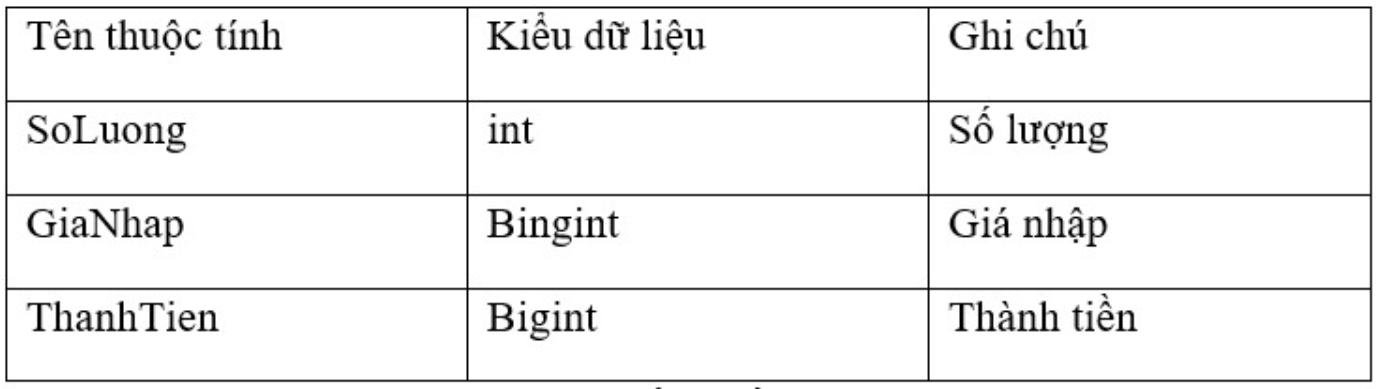 Tên thuộc tính Kiểu dữ liệu Ghi chú
SoLuong int Số lượng
GiaNhap Bingint Giá nhập
ThanhTien Bigint Thành tiền